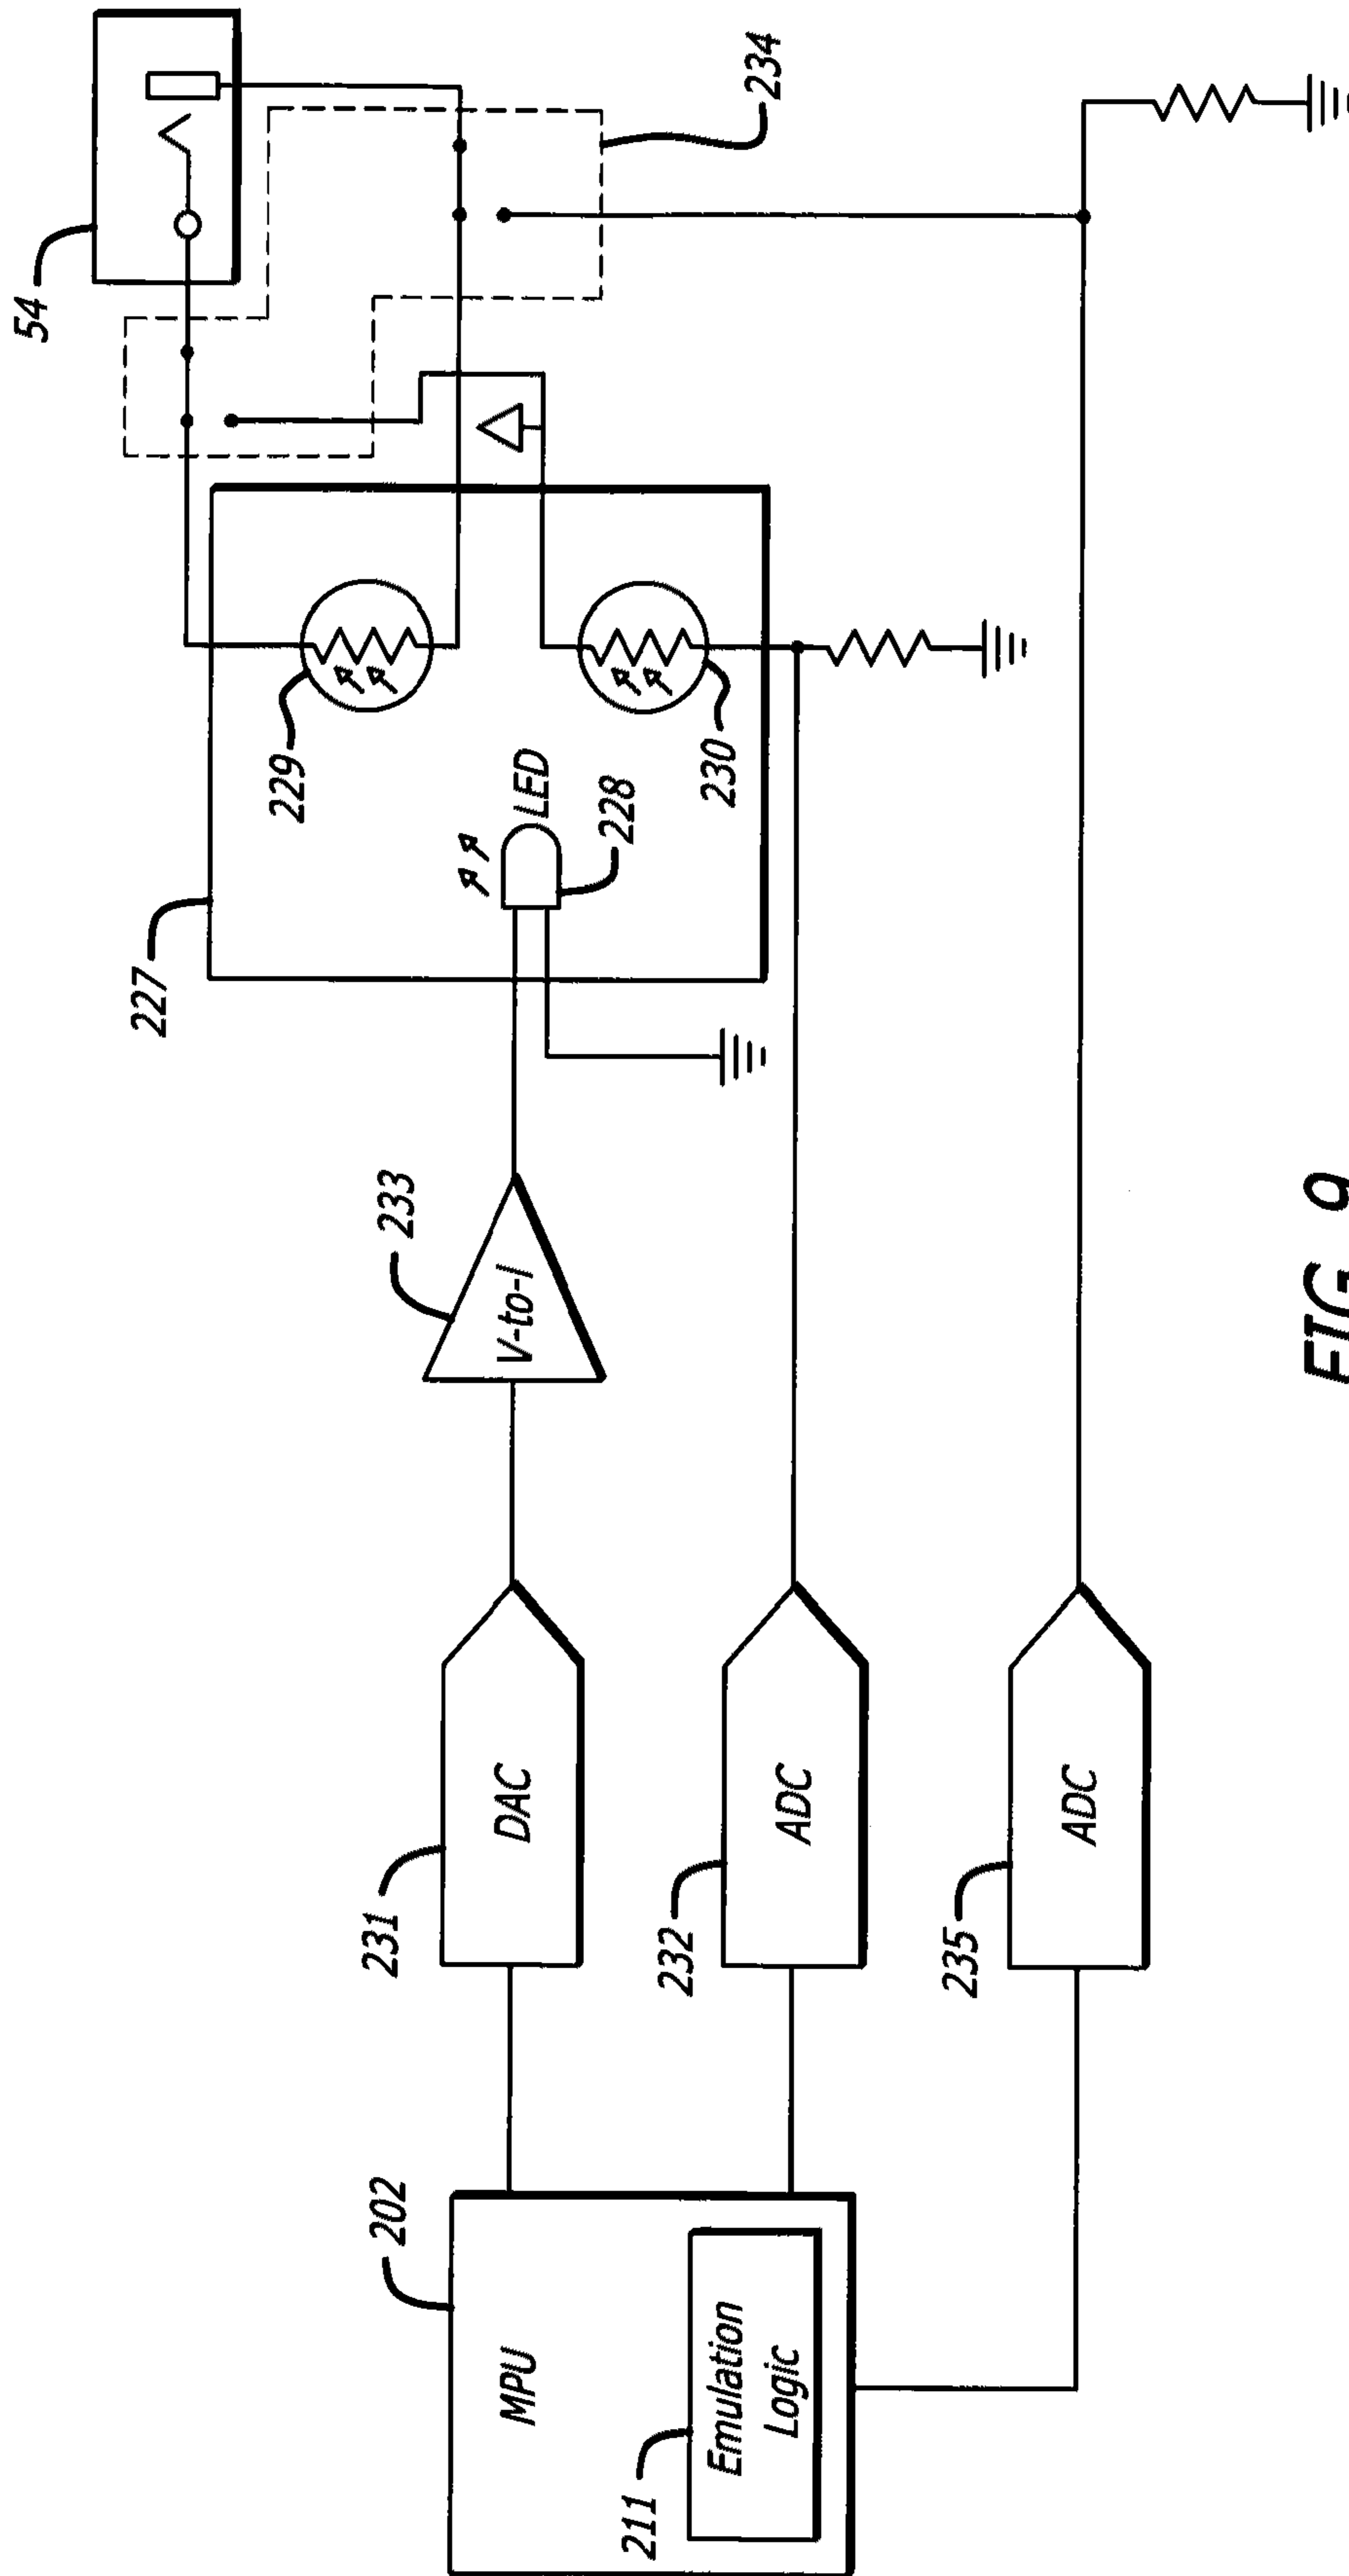 202
MPU
211
Emulation
Logic
231
DAC
232
ADC
235
ADC
233
V-to-I
227
229
LED
228
230
54
234
FIG. 9